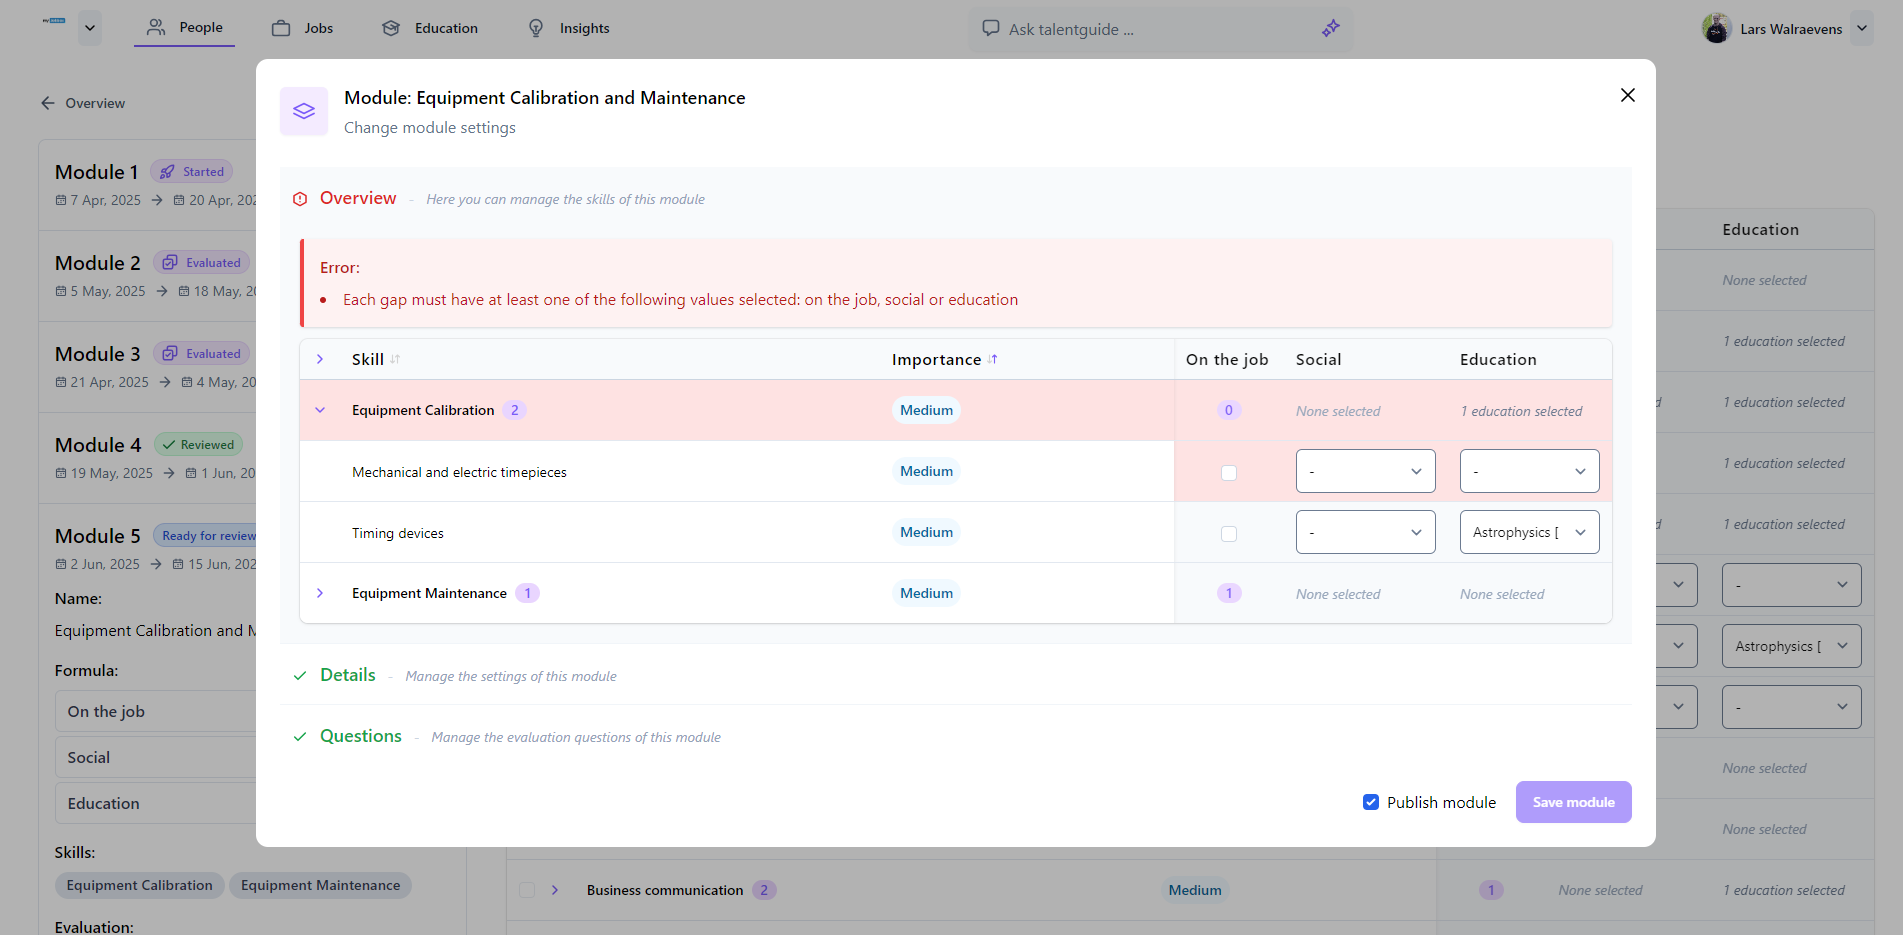 People
Jobs
Education
Insights
Ask talentguide ...
Lars Walraevens
Overview
Module 1
Started
7 Apr, 2025
20 Apr, 202
Module 2
Evaluated
5 May, 2025
18 May, 20
Module 3
Evaluated
21 Apr, 2025
4 May, 20
Module 4
Reviewed
19 May, 2025
1 Jun, 20
Module 5
Ready for review
2 Jun, 2025
15 Jun, 202
Name:
Equipment Calibration and M
Formula:
On the job
Social
Education
Skills:
Equipment Calibration
Equipment Maintenance
Evaluation:
Module: Equipment Calibration and Maintenance
Change module settings
Overview - Here you can manage the skills of this module
Error:
• Each gap must have at least one of the following values selected: on the job, social or education
Skill Importance On the job Social Education
Equipment Calibration 2 Medium 0 None selected 1 education selected
Mechanical and electric timepieces Medium - -
Timing devices Medium - Astrophysics [
Equipment Maintenance 1 Medium 1 None selected None selected
Details - Manage the settings of this module
Questions - Manage the evaluation questions of this module
Publish module
Save module
Education
None selected
1 education selected
d 1 education selected
1 education selected
d 1 education selected
-
Astrophysics [
-
None selected
None selected
Business communication 2 Medium 1 None selected 1 education selected